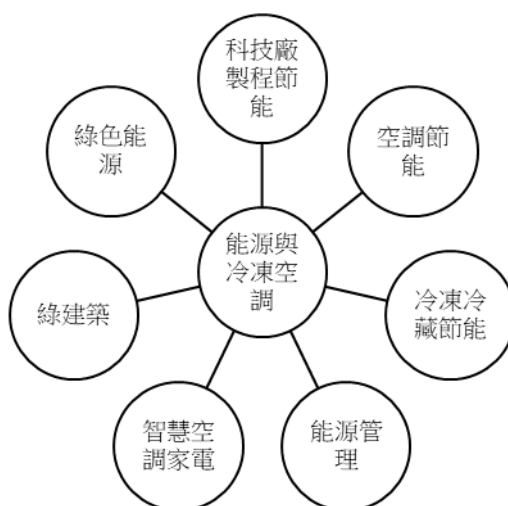 科技廠
製程節
能
綠色能
源
空調節
能
能源與
冷凍空
調
綠建築
冷凍冷
藏節能
智慧空
調家電
能源管
理